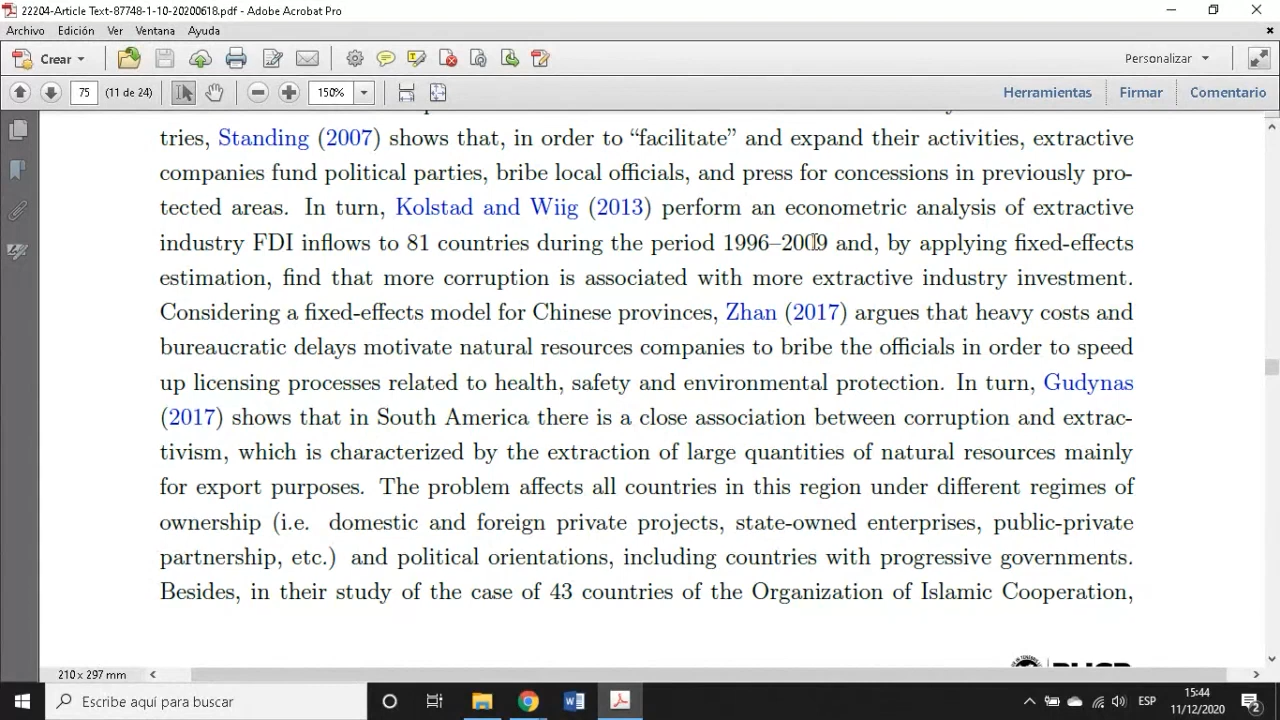 22204-Article Text-87748-1-10-20200618.pdf - Adobe Acrobat Pro
Archivo Edición Ver Ventana Ayuda
Crear Personalizar
75 (11 de 24) 150% Herramientas Firmar Comentario
tries, Standing (2007) shows that, in order to “facilitate” and expand their activities, extractive
companies fund political parties, bribe local officials, and press for concessions in previously pro-
tected areas. In turn, Kolstad and Wiig (2013) perform an econometric analysis of extractive
industry FDI inflows to 81 countries during the period 1996–2009 and, by applying fixed-effects
estimation, find that more corruption is associated with more extractive industry investment.
Considering a fixed-effects model for Chinese provinces, Zhan (2017) argues that heavy costs and
bureaucratic delays motivate natural resources companies to bribe the officials in order to speed
up licensing processes related to health, safety and environmental protection. In turn, Gudynas
(2017) shows that in South America there is a close association between corruption and extrac-
tivism, which is characterized by the extraction of large quantities of natural resources mainly
for export purposes. The problem affects all countries in this region under different regimes of
ownership (i.e. domestic and foreign private projects, state-owned enterprises, public-private
partnership, etc.) and political orientations, including countries with progressive governments.
Besides, in their study of the case of 43 countries of the Organization of Islamic Cooperation,
210 x 297 mm
Escribe aquí para buscar ESP 15:44
11/12/2020 2